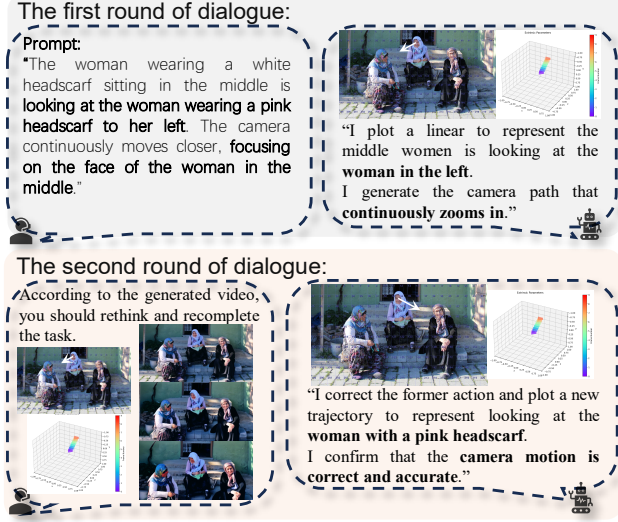 The first round of dialogue:
Prompt:
“The woman wearing a white
headscarf sitting in the middle is
looking at the woman wearing a pink
headscarf to her left. The camera
continuously moves closer, focusing
on the face of the woman in the
middle.”
“I plot a linear to represent the
middle women is looking at the
woman in the left.
I generate the camera path that
continuously zooms in.”
The second round of dialogue:
According to the generated video,
you should rethink and recomplete
the task.
“I correct the former action and plot a new
trajectory to represent looking at the
woman with a pink headscarf.
I confirm that the camera motion is
correct and accurate.”